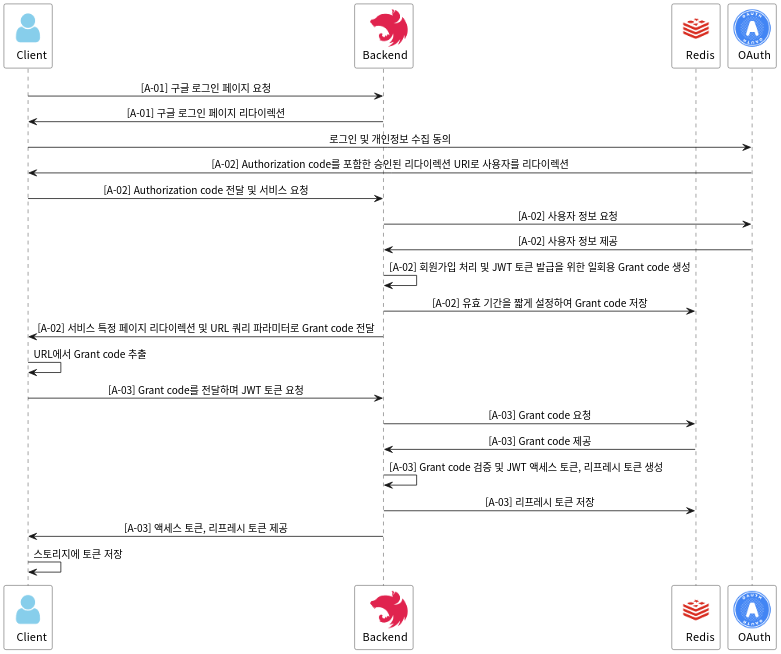 Client
Backend
Redis
OAuth
[A-01] 구글 로그인 페이지 요청
[A-01] 구글 로그인 페이지 리다이렉션
로그인 및 개인정보 수집 동의
[A-02] Authorization code를 포함한 승인된 리다이렉션 URI로 사용자를 리다이렉션
[A-02] Authorization code 전달 및 서비스 요청
[A-02] 사용자 정보 요청
[A-02] 사용자 정보 제공
[A-02] 회원가입 처리 및 JWT 토큰 발급을 위한 일회용 Grant code 생성
[A-02] 유효 기간을 짧게 설정하여 Grant code 저장
[A-02] 서비스 특정 페이지 리다이렉션 및 URL 쿼리 파라미터로 Grant code 전달
URL에서 Grant code 추출
[A-03] Grant code를 전달하며 JWT 토큰 요청
[A-03] Grant code 요청
[A-03] Grant code 제공
[A-03] Grant code 검증 및 JWT 액세스 토큰, 리프레시 토큰 생성
[A-03] 리프레시 토큰 저장
[A-03] 액세스 토큰, 리프레시 토큰 제공
스토리지에 토큰 저장
Client
Backend
Redis
OAuth